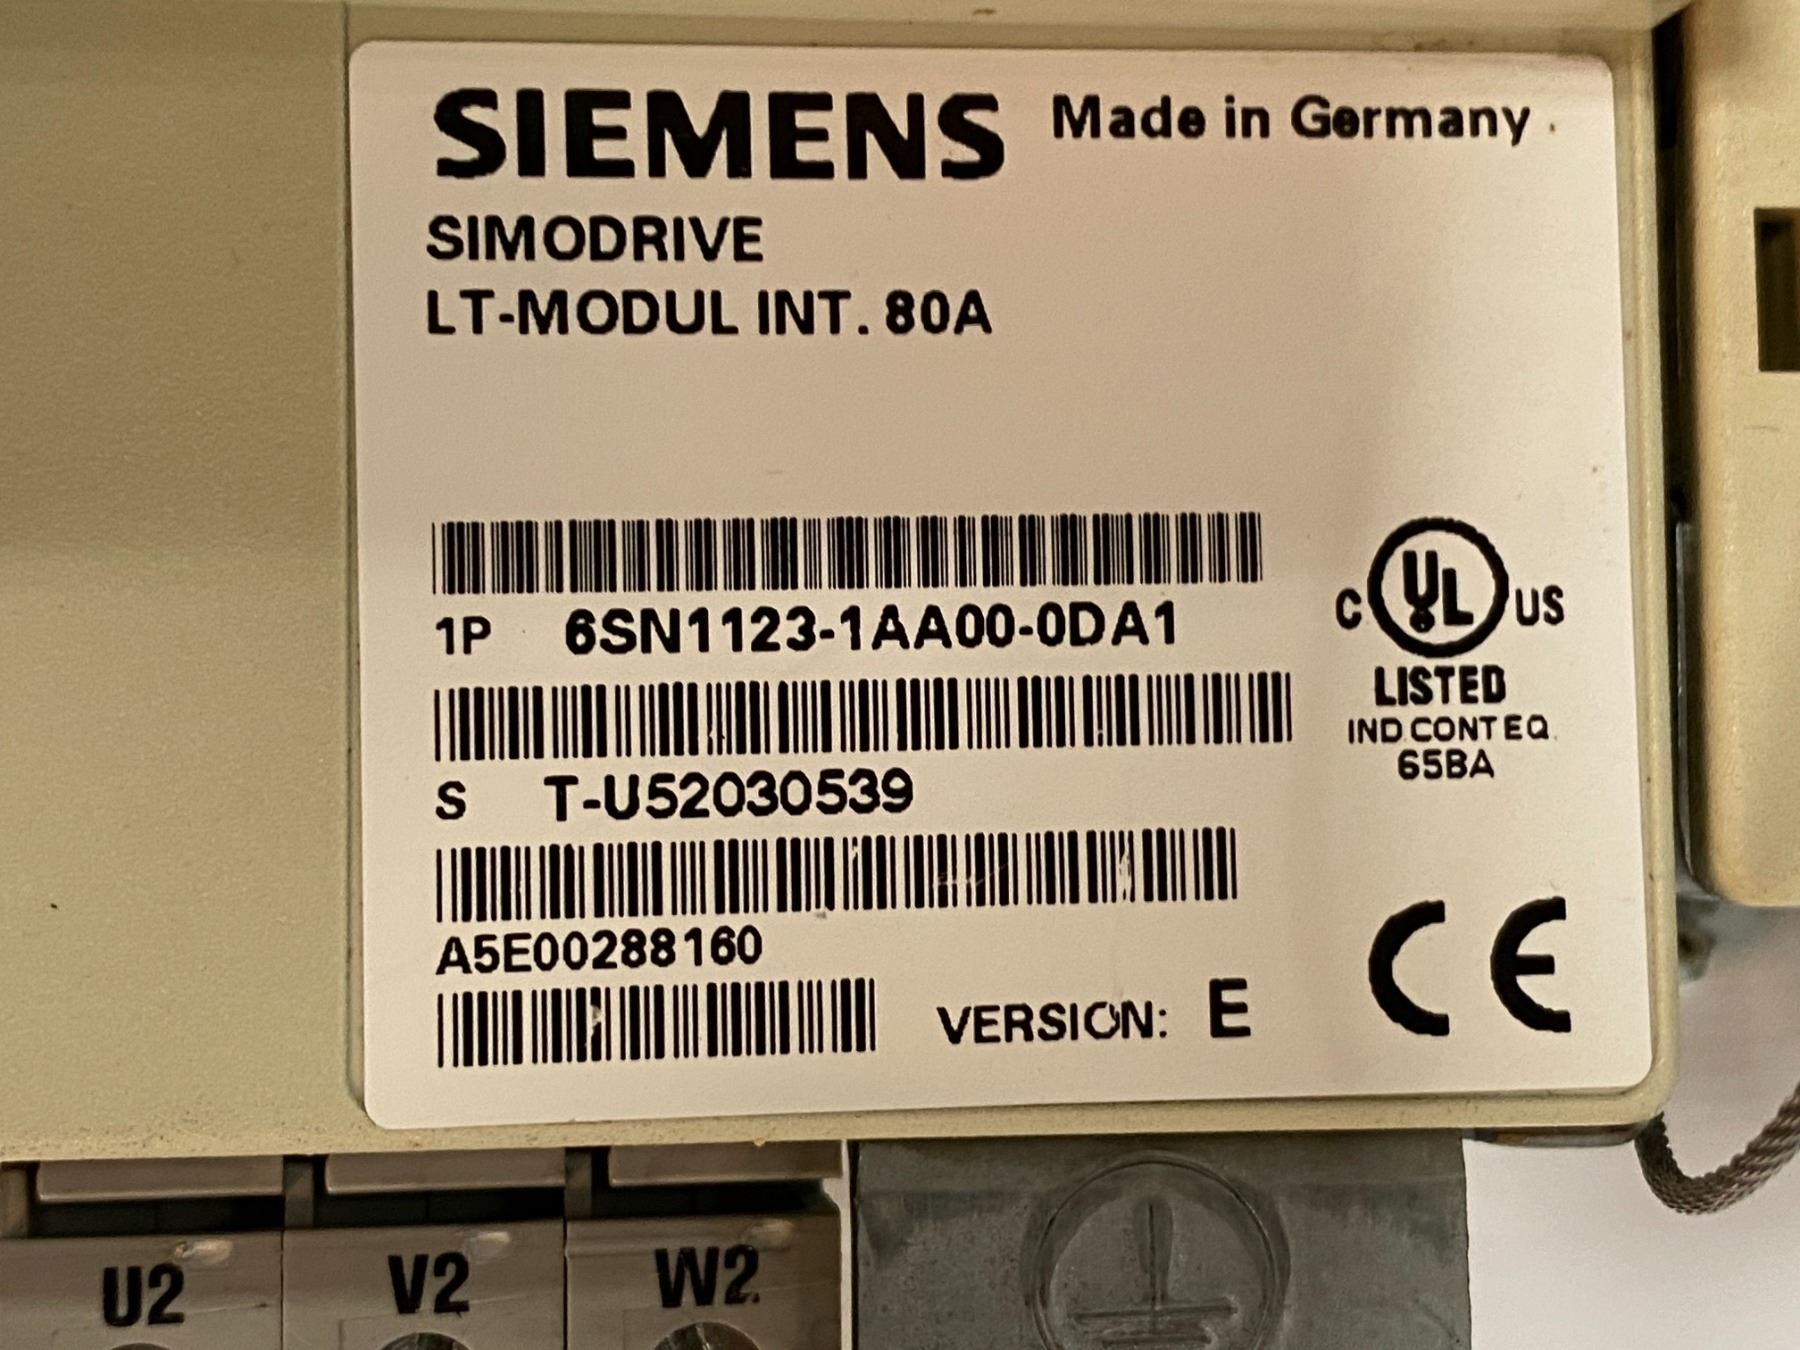 SIEMENS Made in Germany
SIMODRIVE
LT-MODUL INT. 80A
1P 6SN1123-1AA00-0DA1
C UL US
LISTED
IND.CONT EQ.
65BA
S T-U52030539
A5E00288160
VERSION: E
CE
U2 V2 W2